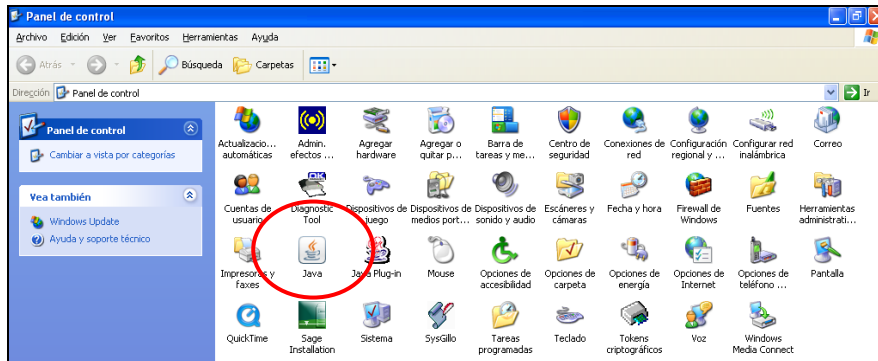 Panel de control
Archivo Edición Ver Favoritos Herramientas Ayuda
Atrás Búsqueda Carpetas
Dirección Panel de control Ir
Panel de control
Cambiar a vista por categorías
Vea también
Windows Update
Ayuda y soporte técnico
Actualizacio... automáticas
Admin. efectos ...
Agregar hardware
Agregar o quitar p...
Barra de tareas y me...
Centro de seguridad
Conexiones de red
Configuración regional y ...
Configurar red inalámbrica
Correo
Cuentas de usuario
Diagnostic Tool
Dispositivos de juego
Dispositivos de medios port...
Dispositivos de sonido y audio
Escáneres y cámaras
Fecha y hora
Firewall de Windows
Fuentes
Herramientas administrati...
Impresoras y faxes
Java
Java Plug-in
Mouse
Opciones de accesibilidad
Opciones de carpeta
Opciones de energía
Opciones de Internet
Opciones de teléfono ...
Pantalla
QuickTime
Sage Installation
Sistema
SysGillo
Tareas programadas
Teclado
Tokens criptográficos
Voz
Windows Media Connect